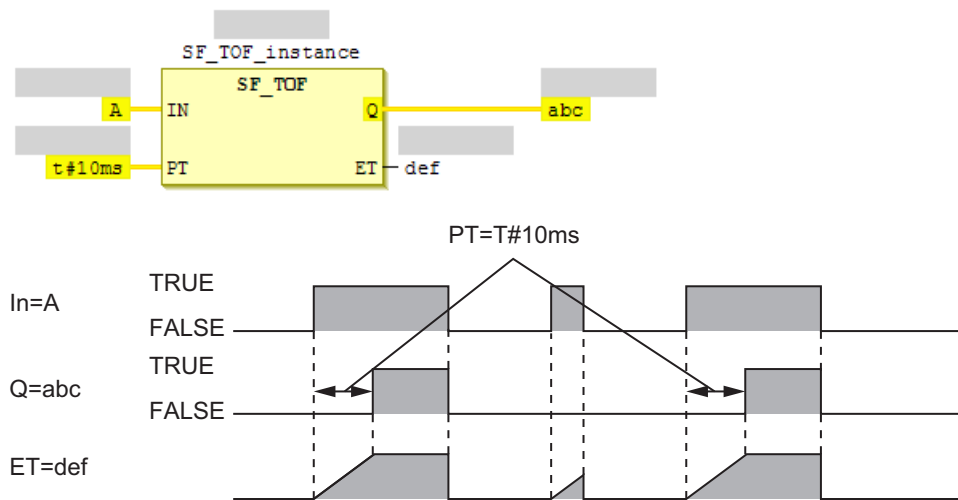 SF_TOF_instance
SF_TOF
A IN Q abc
t#10ms PT ET def
PT=T#10ms
In=A TRUE
FALSE
Q=abc TRUE
FALSE
ET=def